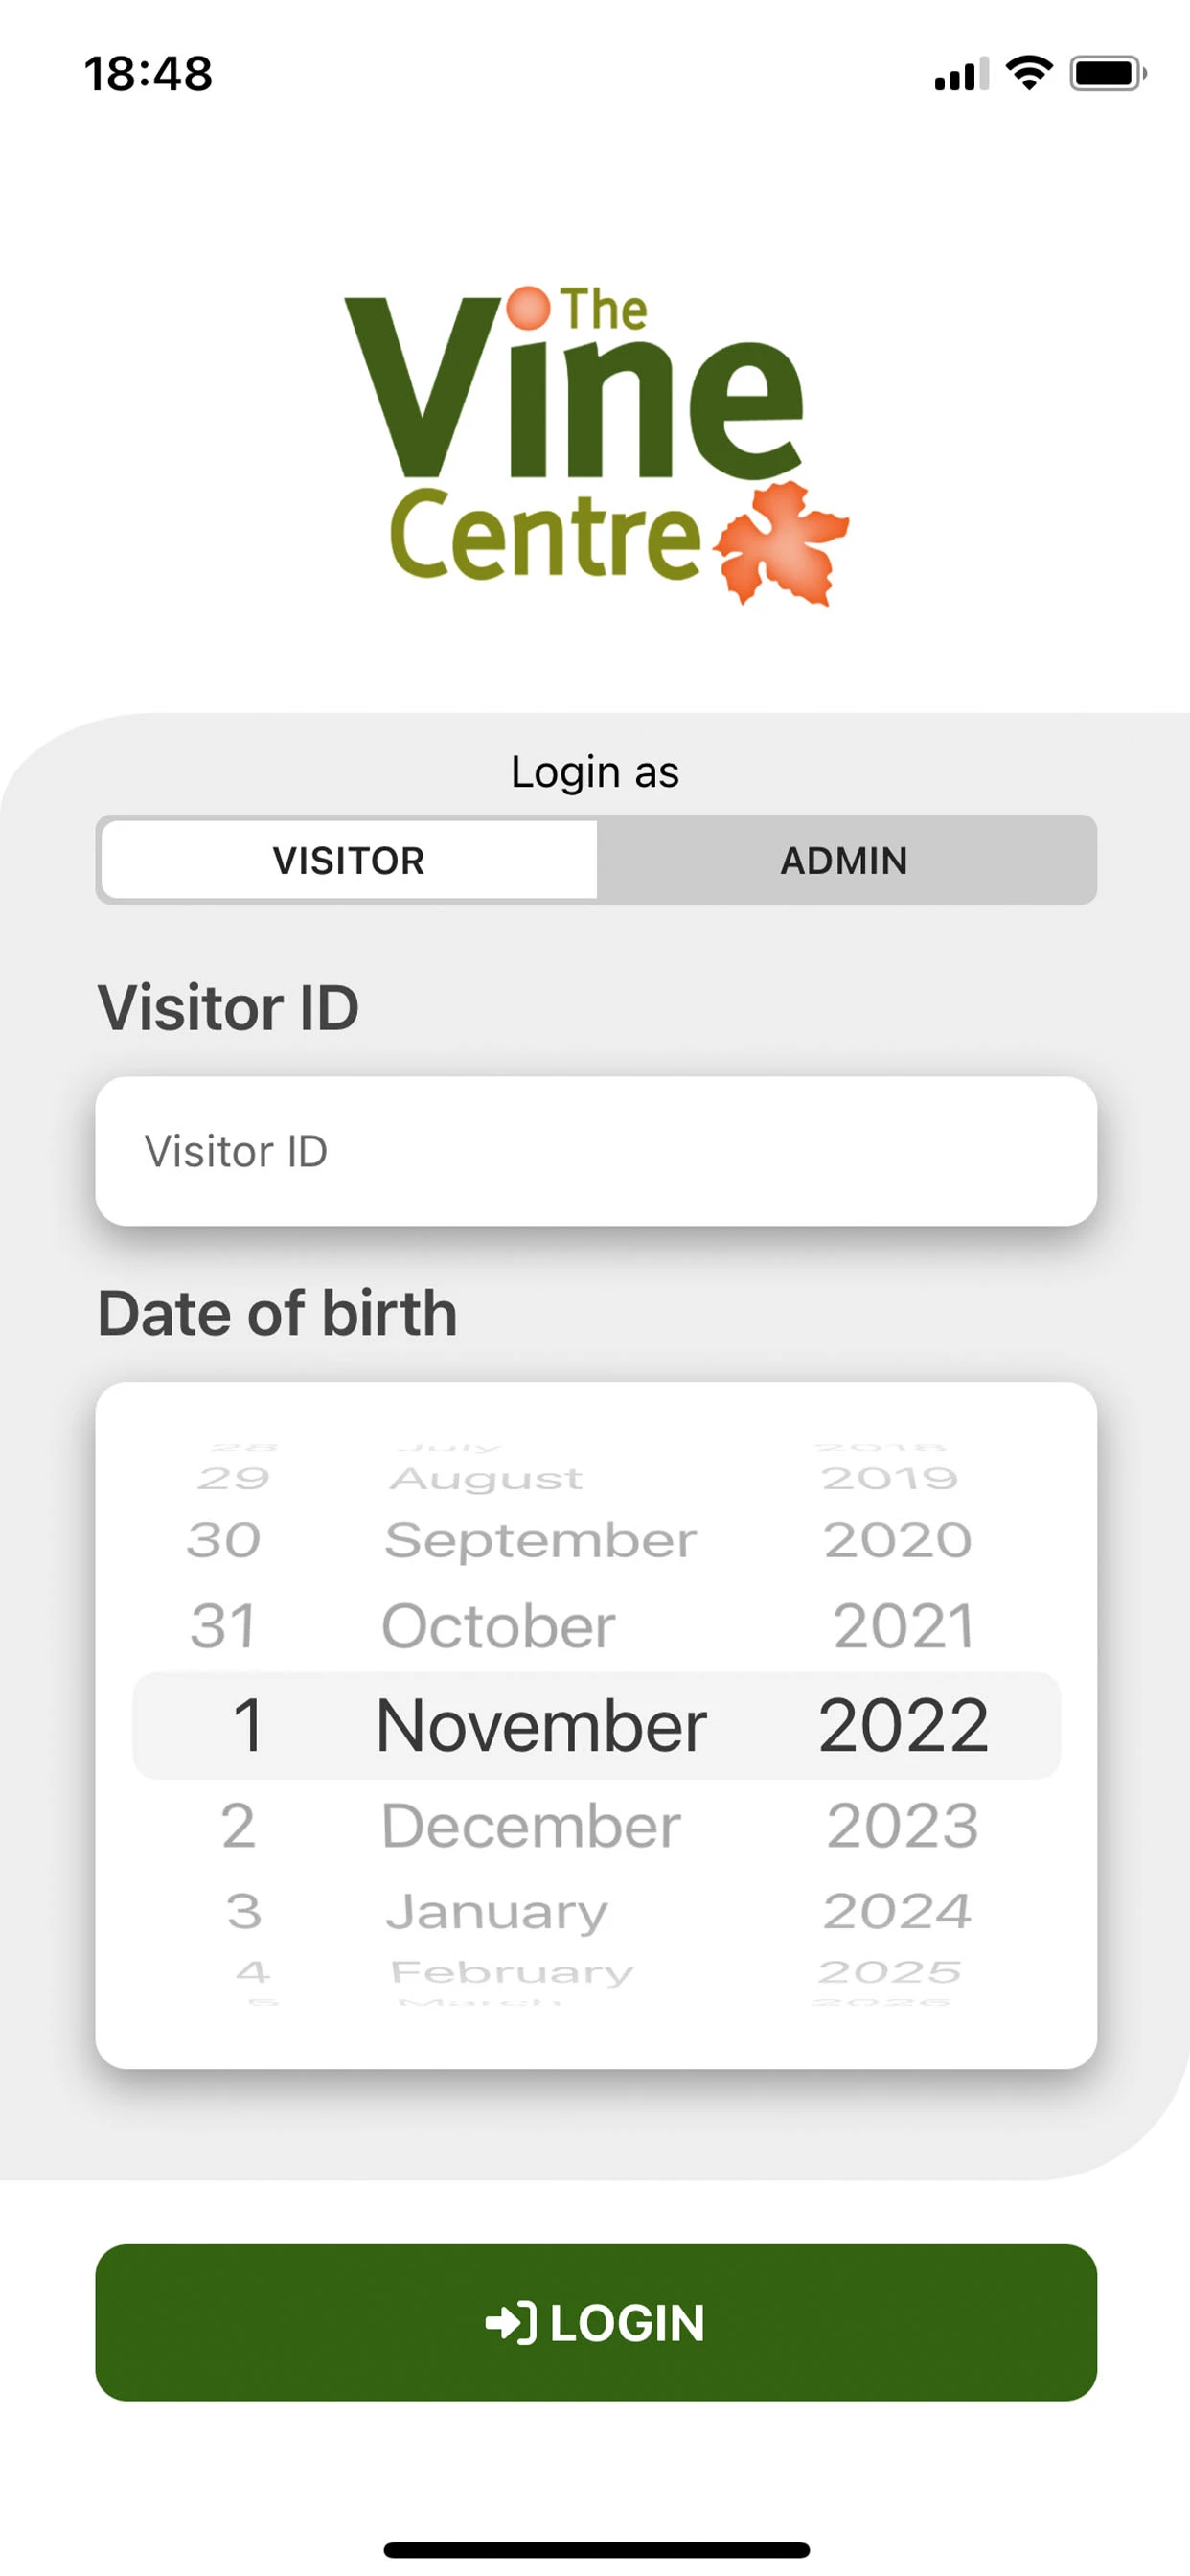 18:48
The
Vine
Centre
Login as
VISITOR ADMIN
Visitor ID
Visitor ID
Date of birth
28 July 2018
29 August 2019
30 September 2020
31 October 2021
1 November 2022
2 December 2023
3 January 2024
4 February 2025
5 March 2026
LOGIN